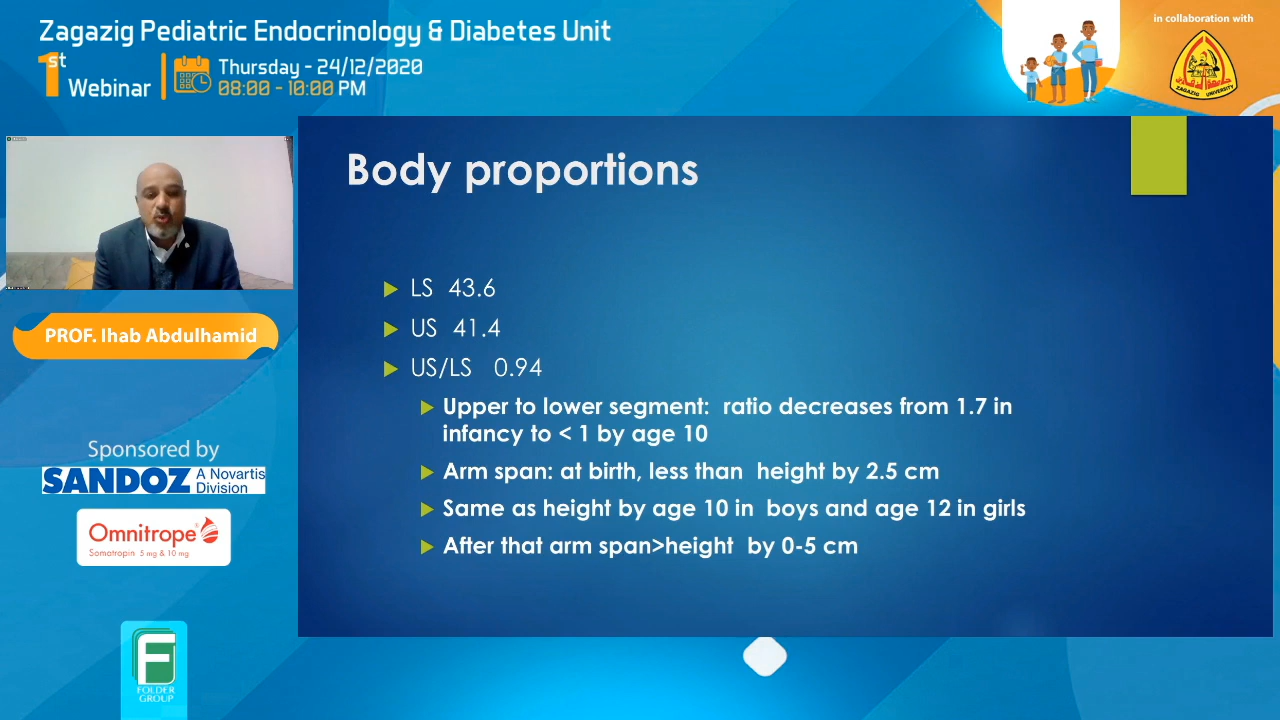 Zagazig Pediatric Endocrinology & Diabetes Unit
1st Webinar
Thursday - 24/12/2020
08:00 - 10:00 PM
in collaboration with
جامعة الزقازيق
ZAGAZIG UNIVERSITY
Body proportions
LS 43.6
US 41.4
US/LS 0.94
Upper to lower segment: ratio decreases from 1.7 in
infancy to < 1 by age 10
Arm span: at birth, less than height by 2.5 cm
Same as height by age 10 in boys and age 12 in girls
After that arm span>height by 0-5 cm
PROF. Ihab Abdulhamid
Sponsored by
SANDOZ A Novartis
Division
Omnitrope®
Somatropin 5 mg & 10 mg
F
FOLDER
GROUP